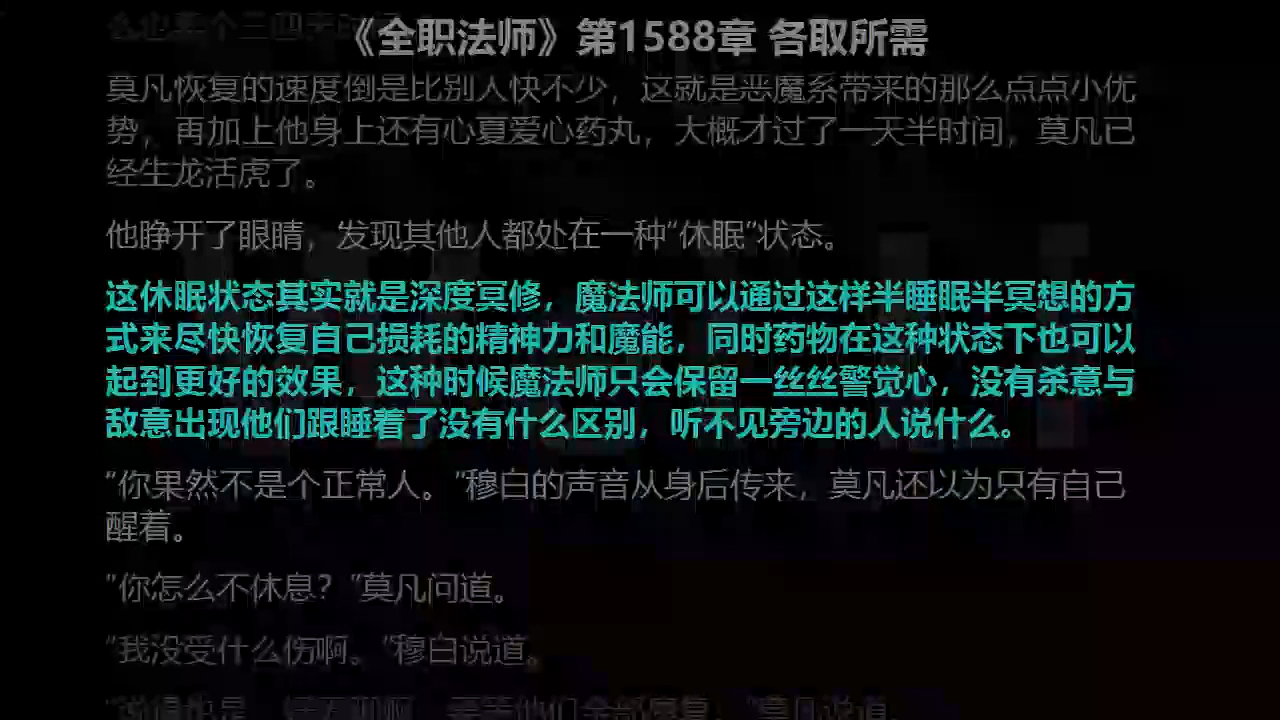 《全职法师》第1588章 各取所需
莫凡恢复的速度倒是比别人快不少，这就是恶魔系带来的那么点点小优
势，再加上他身上还有心夏爱心药丸，大概才过了一天半时间，莫凡已
经生龙活虎了。
他睁开了眼睛，发现其他人都处在一种"休眠"状态。
这休眠状态其实就是深度冥修，魔法师可以通过这样半睡眠半冥想的方
式来尽快恢复自己损耗的精神力和魔能，同时药物在这种状态下也可以
起到更好的效果，这种时候魔法师只会保留一丝丝警觉心，没有杀意与
敌意出现他们跟睡着了没有什么区别，听不见旁边的人说什么。
"你果然不是个正常人。"穆白的声音从身后传来，莫凡还以为只有自己
醒着。
"你怎么不休息？"莫凡问道。
"我没受什么伤啊。"穆白说道。